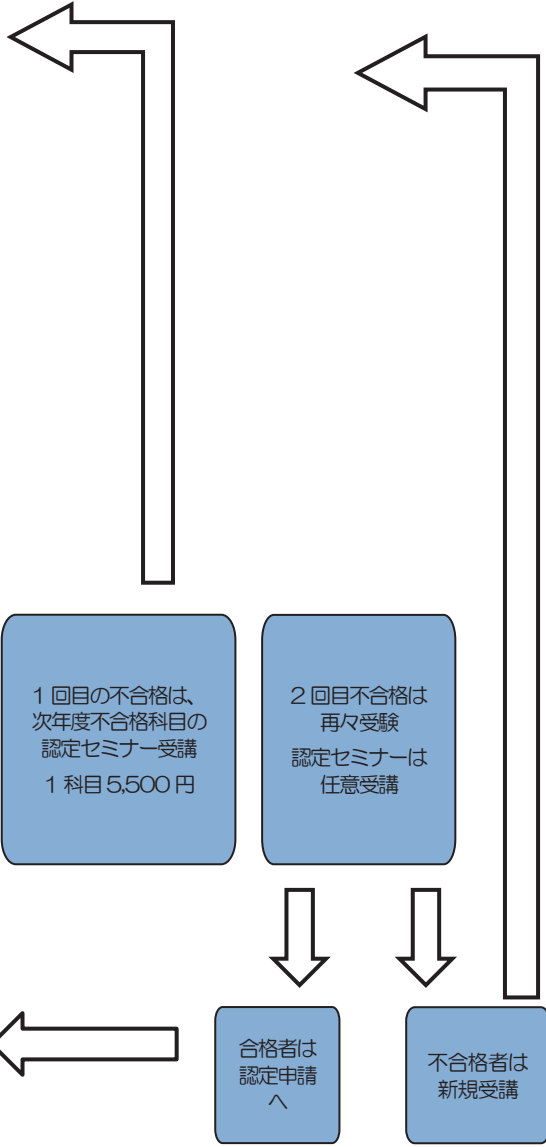 1回目の不合格は、
次年度不合格科目の
認定セミナー受講
1科目5,500円
2回目不合格は
再々受験
認定セミナーは
任意受講
合格者は
認定申請
へ
不合格者は
新規受講